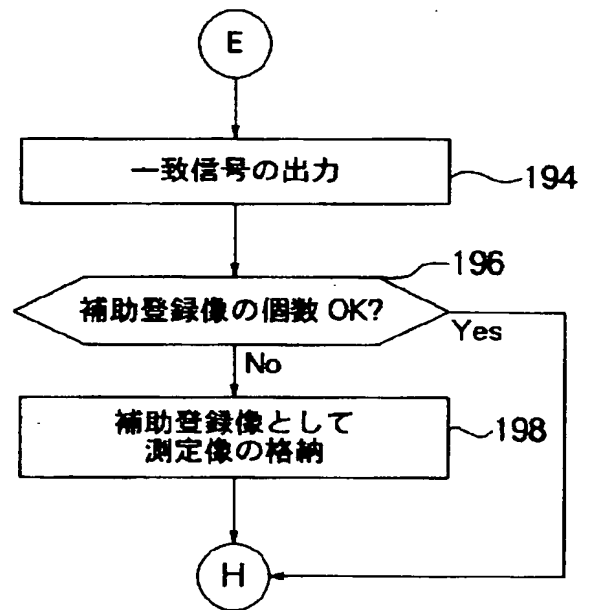 E
一致信号の出力
194
196
補助登録像の個数 OK?
Yes
No
補助登録像として
測定像の格納
198
H